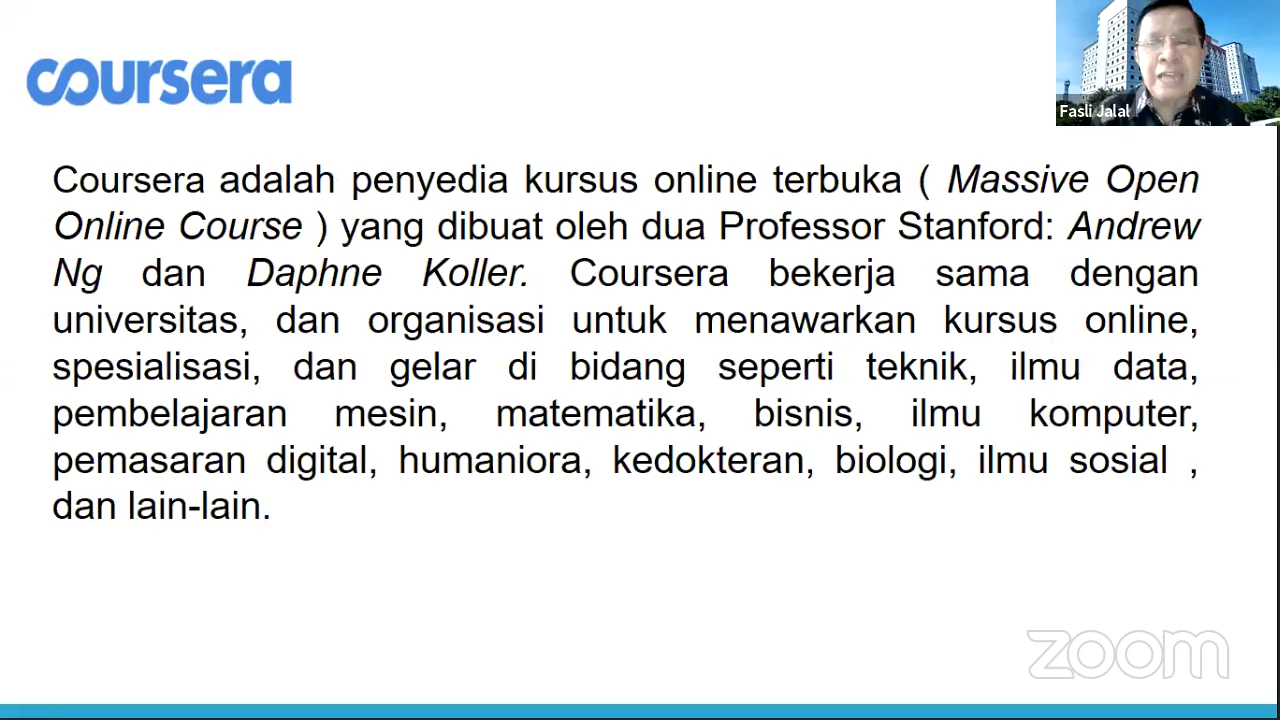 coursera
Fasli Jalal
Coursera adalah penyedia kursus online terbuka ( Massive Open
Online Course ) yang dibuat oleh dua Professor Stanford: Andrew
Ng dan Daphne Koller. Coursera bekerja sama dengan
universitas, dan organisasi untuk menawarkan kursus online,
spesialisasi, dan gelar di bidang seperti teknik, ilmu data,
pembelajaran mesin, matematika, bisnis, ilmu komputer,
pemasaran digital, humaniora, kedokteran, biologi, ilmu sosial ,
dan lain-lain.
zoom